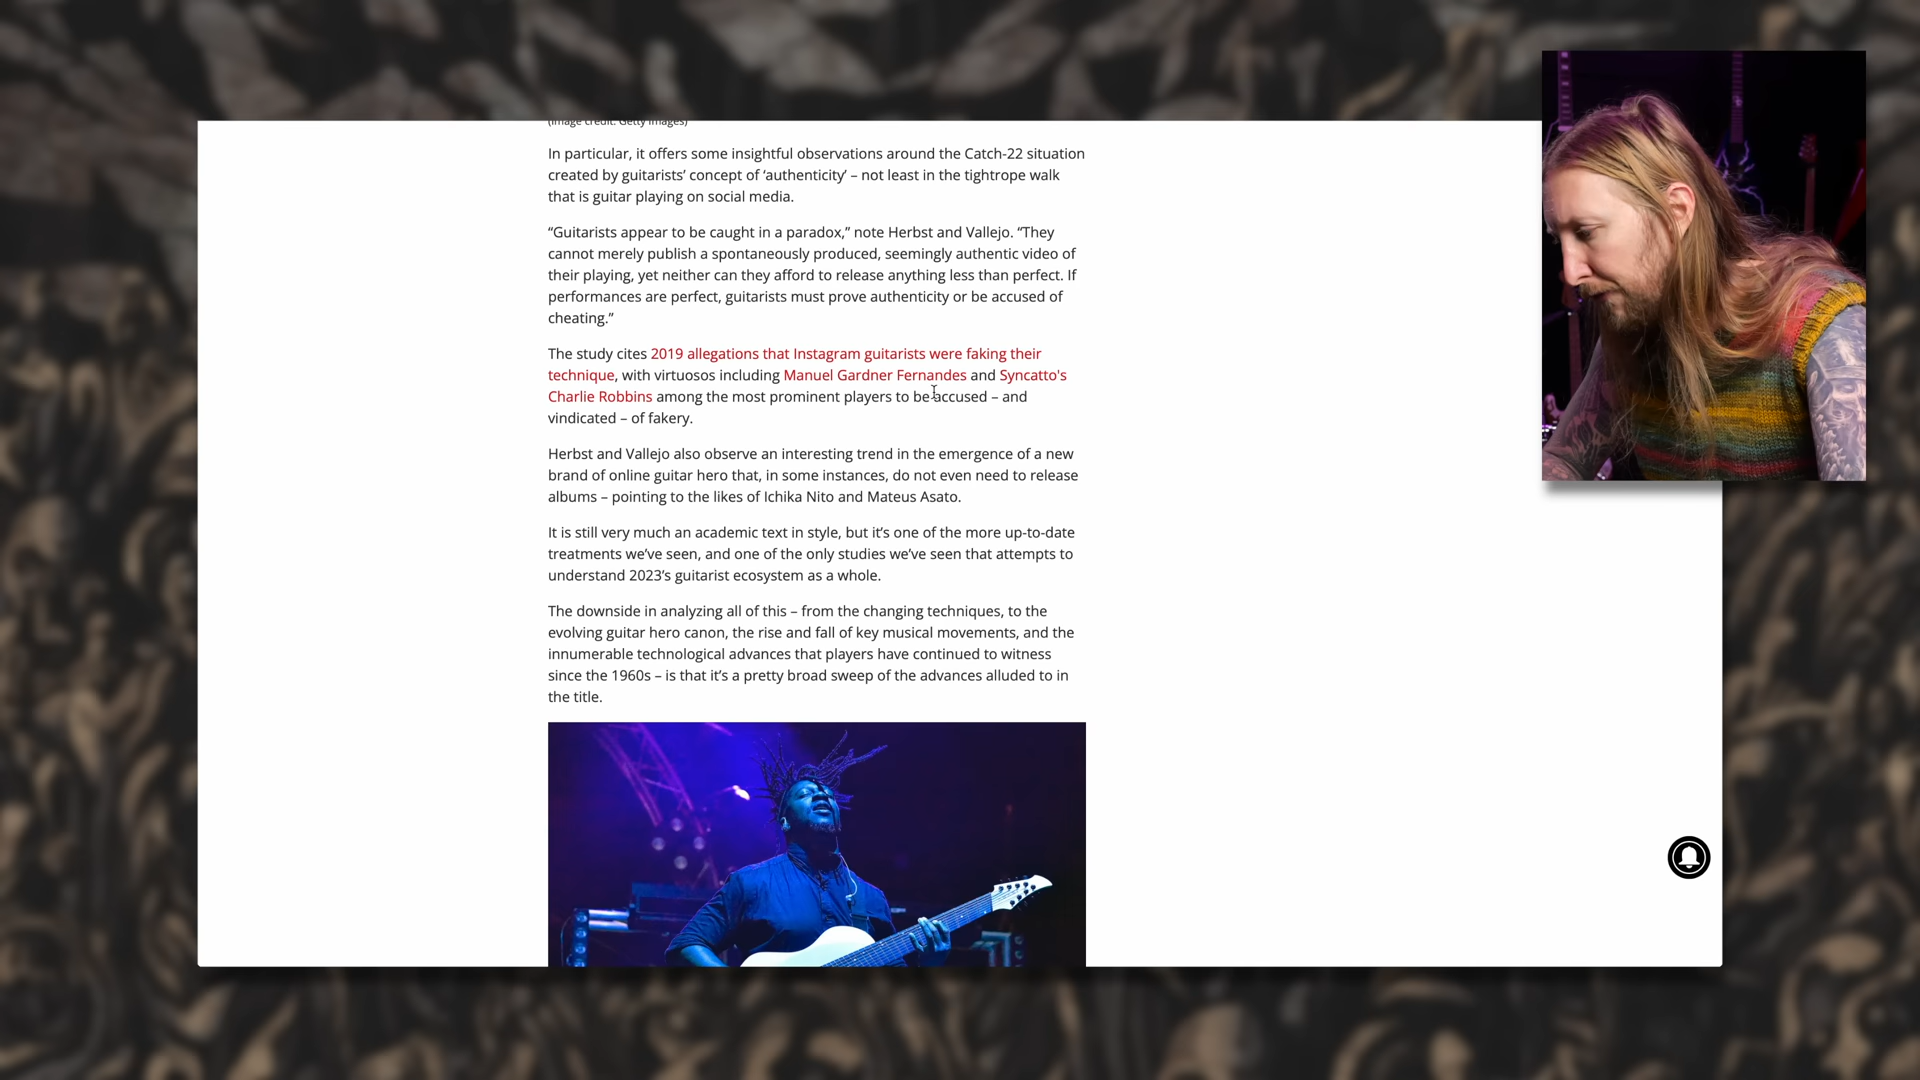 (Image credit: Getty Images)
In particular, it offers some insightful observations around the Catch-22 situation
created by guitarists’ concept of ‘authenticity’ – not least in the tightrope walk
that is guitar playing on social media.
“Guitarists appear to be caught in a paradox,” note Herbst and Vallejo. “They
cannot merely publish a spontaneously produced, seemingly authentic video of
their playing, yet neither can they afford to release anything less than perfect. If
performances are perfect, guitarists must prove authenticity or be accused of
cheating.”
The study cites 2019 allegations that Instagram guitarists were faking their
technique, with virtuosos including Manuel Gardner Fernandes and Syncatto's
Charlie Robbins among the most prominent players to be accused – and
vindicated – of fakery.
Herbst and Vallejo also observe an interesting trend in the emergence of a new
brand of online guitar hero that, in some instances, do not even need to release
albums – pointing to the likes of Ichika Nito and Mateus Asato.
It is still very much an academic text in style, but it’s one of the more up-to-date
treatments we’ve seen, and one of the only studies we’ve seen that attempts to
understand 2023’s guitarist ecosystem as a whole.
The downside in analyzing all of this – from the changing techniques, to the
evolving guitar hero canon, the rise and fall of key musical movements, and the
innumerable technological advances that players have continued to witness
since the 1960s – is that it’s a pretty broad sweep of the advances alluded to in
the title.